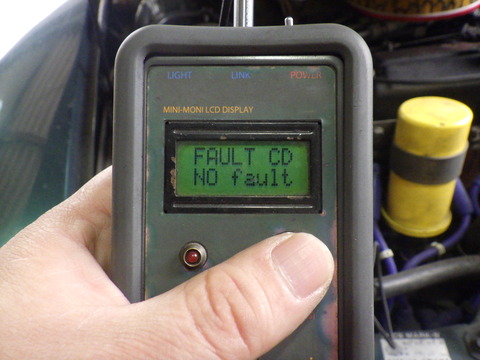 LIGHT LINK POWER
MINI-MONI LCD DISPLAY
FAULT CD
NO fault